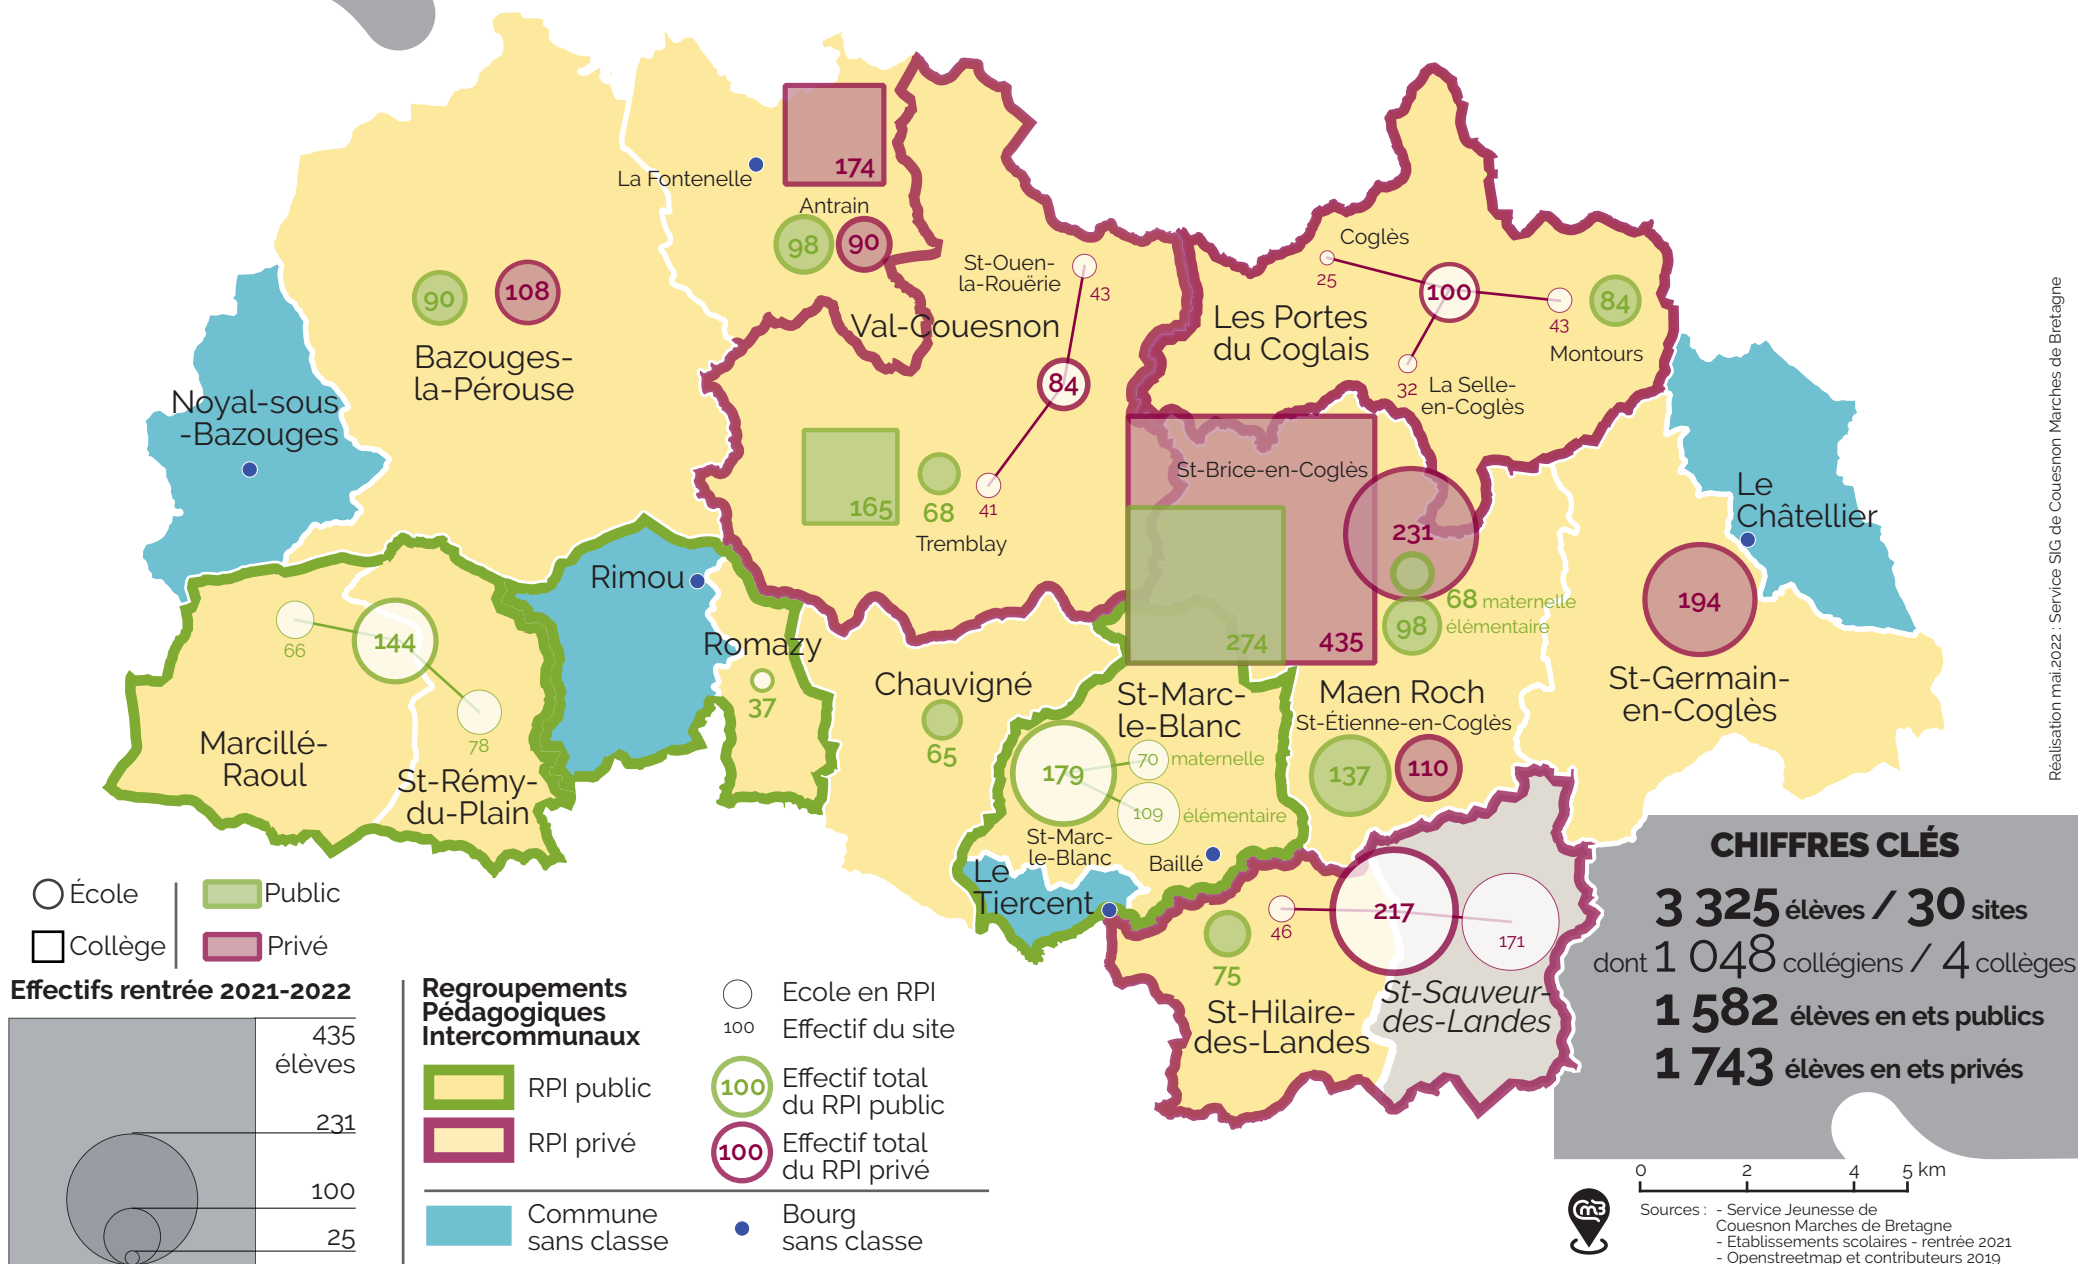 174
La Fontenelle
Antrain
98
90
Coglès
St-Ouen-
la-Rouërie
43
25
100
84
43
Montours
90
108
Bazouges-
la-Pérouse
Val-Couesnon
84
Les Portes
du Coglais
32
La Selle-
en-Coglès
Noyal-sous
-Bazouges
165
68
41
Tremblay
St-Brice-en-Coglès
231
68 maternelle
98 élémentaire
274
435
Le
Châtellier
194
St-Germain-
en-Coglès
Rimou
Romazy
37
66
144
78
Marcillé-
Raoul
St-Rémy-
du-Plain
Chauvigné
65
St-Marc-
le-Blanc
179
70 maternelle
109 élémentaire
St-Marc-
le-Blanc
Baillé
Maen Roch
St-Étienne-en-Coglès
137
110
Le
Tiercent
46
217
171
75
St-Hilaire-
des-Landes
St-Sauveur-
des-Landes
Réalisation mai.2022 : Service SIG de Couesnon Marches de Bretagne
CHIFFRES CLÉS
3 325 élèves / 30 sites
dont 1 048 collégiens / 4 collèges
1 582 élèves en ets publics
1 743 élèves en ets privés
École
Collège
Public
Privé
Effectifs rentrée 2021-2022
435
élèves
231
100
25
Regroupements
Pédagogiques
Intercommunaux
RPI public
RPI privé
Ecole en RPI
100 Effectif du site
100 Effectif total
du RPI public
100 Effectif total
du RPI privé
Commune
sans classe
Bourg
sans classe
0 2 4 5 km
Sources : - Service Jeunesse de
Couesnon Marches de Bretagne
- Etablissements scolaires - rentrée 2021
- Openstreetmap et contributeurs 2019